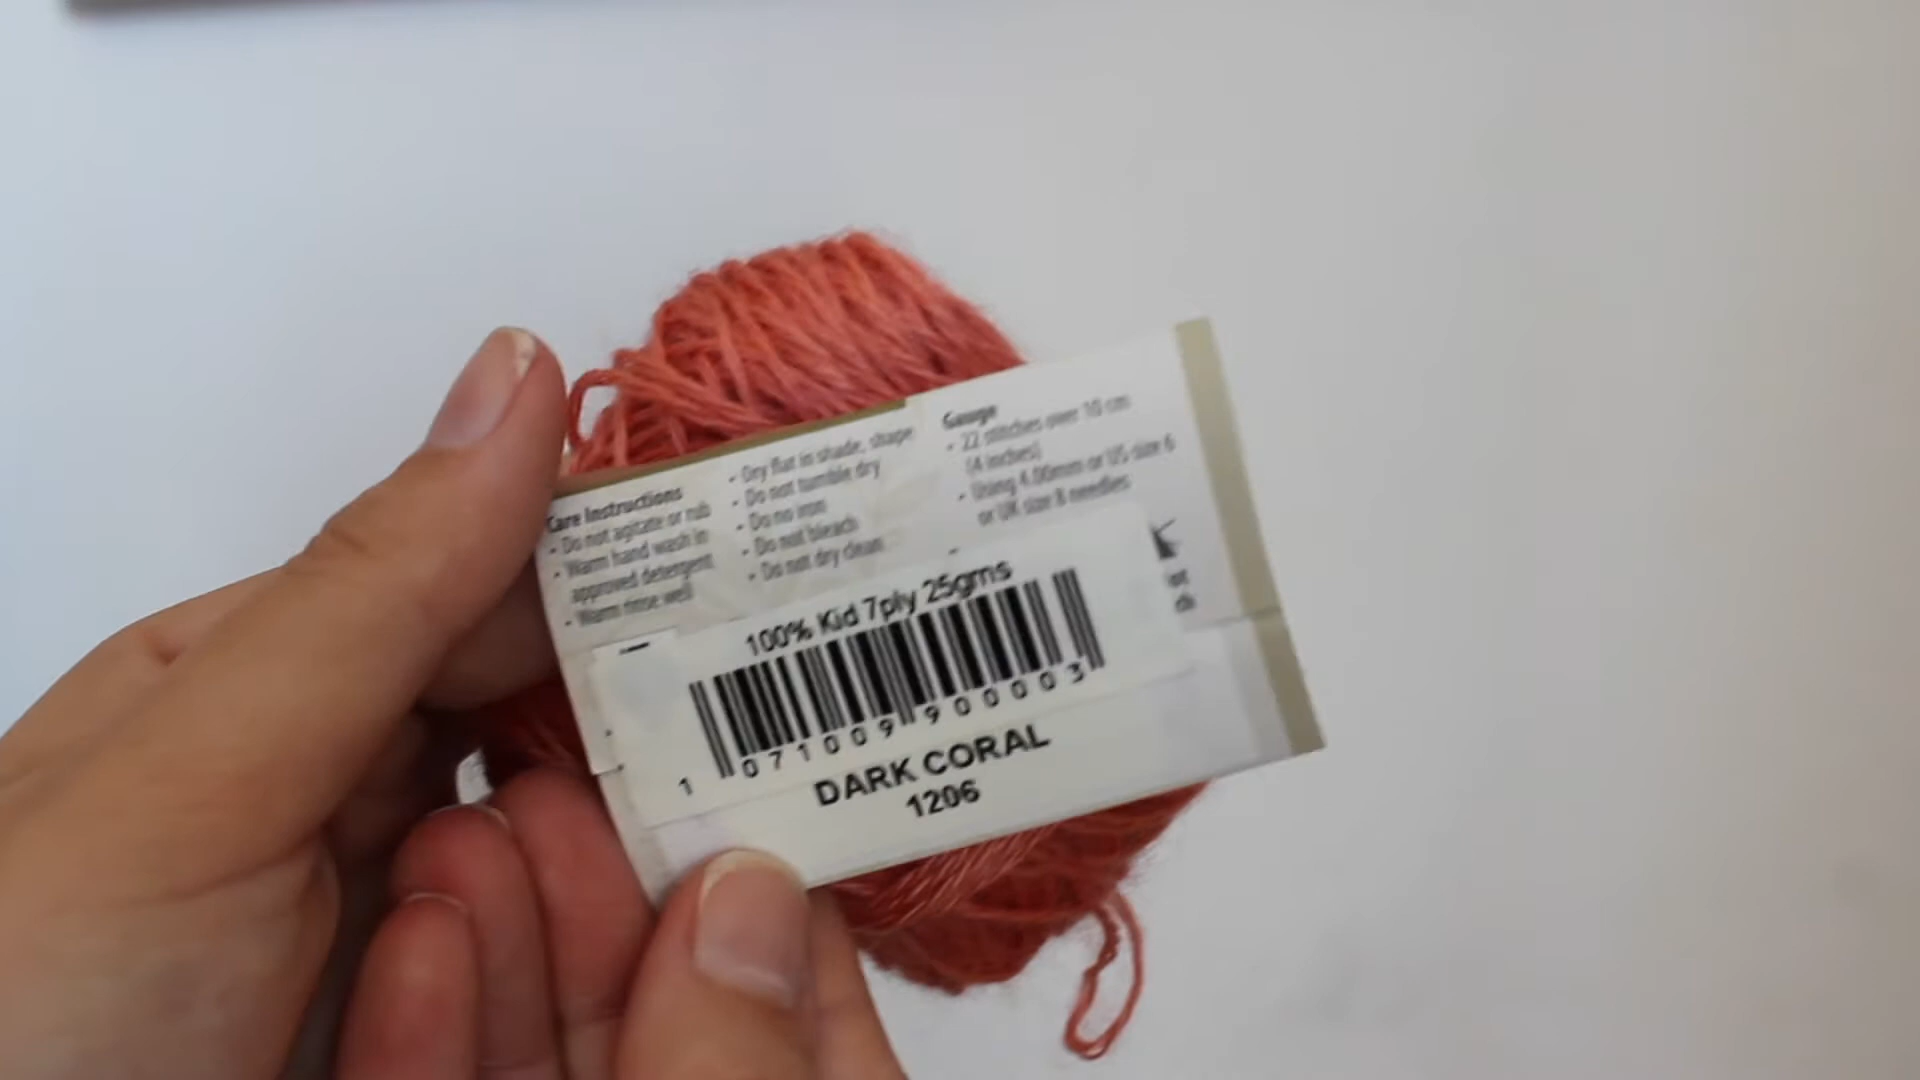 Care Instructions
• Do not agitate or rub
• Warm hand wash in
approved detergent
• Warm rinse well
• Dry flat in shade, shape
• Do not tumble dry
• Do no iron
• Do not bleach
• Do not dry clean
Gauge
• 22 stitches over 10 cm
(4 inches)
• Using 4.00mm or US size 6
or UK size 8 needles
100% Kid 7ply 25gms
1 071009 900003
DARK CORAL
1206